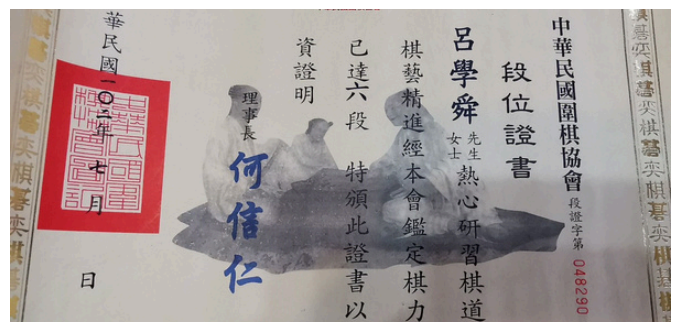 中華民國圍棋協會 段證字第 048290
段位證書
呂學舜 先生 女士 熱心研習棋道
棋藝精進經本會鑑定棋力
已達六段 特頒此證書以
資證明
理事長 何信仁
華民國一〇三年 七月 日